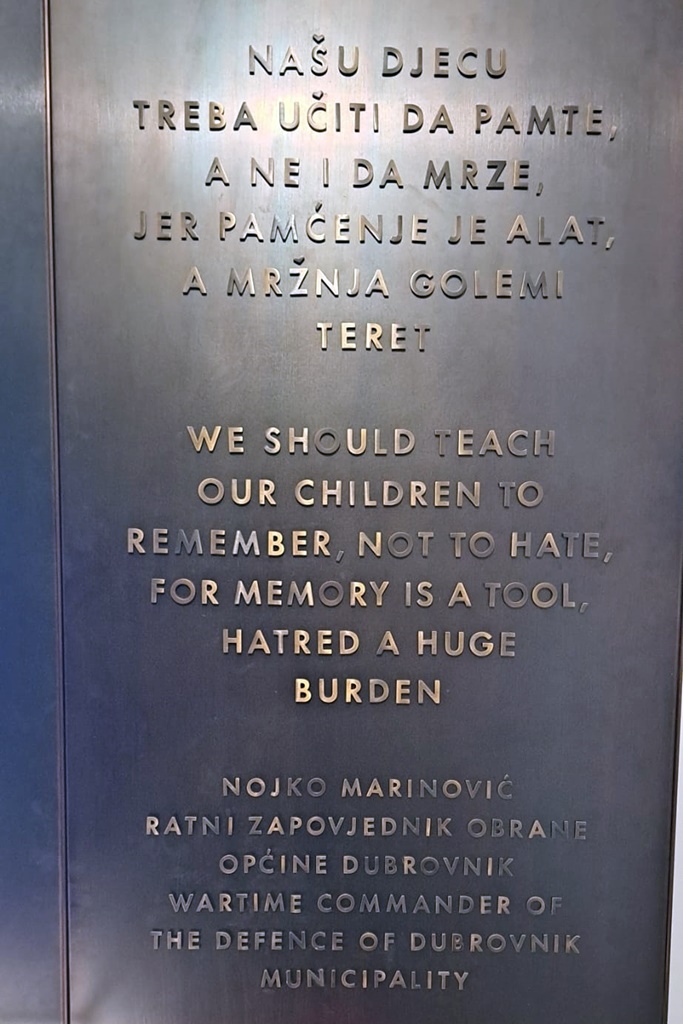 NAŠU DJECU
TREBA UČITI DA PAMTE,
A NE I DA MRZE,
JER PAMĆENJE JE ALAT,
A MRŽNJA GOLEMI
TERET
WE SHOULD TEACH
OUR CHILDREN TO
REMEMBER, NOT TO HATE,
FOR MEMORY IS A TOOL,
HATRED A HUGE
BURDEN
NOJKO MARINOVIĆ
RATNI ZAPOVJEDNIK OBRANE
OPĆINE DUBROVNIK
WARTIME COMMANDER OF
THE DEFENCE OF DUBROVNIK
MUNICIPALITY